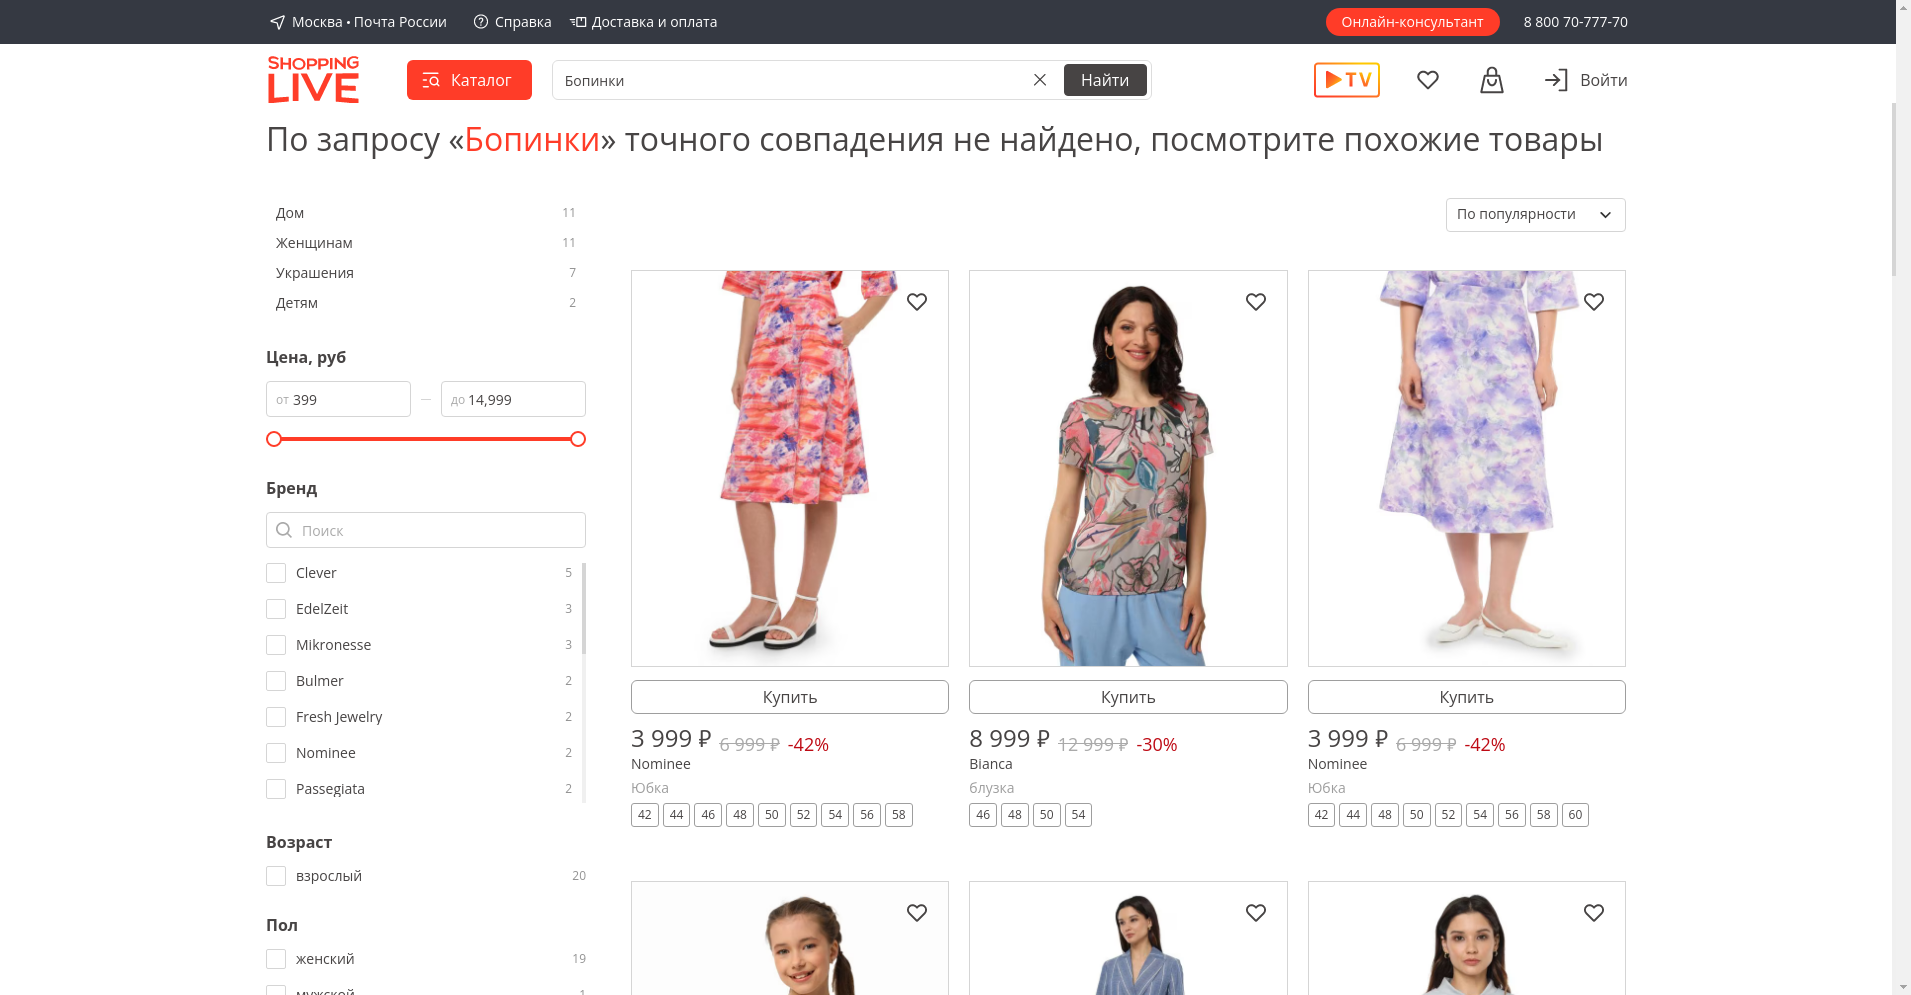 Москва • Почта России Справка Доставка и оплата Онлайн-консультант 8 800 70-777-70
SHOPPING
LIVE
Каталог Бопинки Найти TV Войти
По запросу «Бопинки» точного совпадения не найдено, посмотрите похожие товары
По популярности
Дом 11
Женщинам 11
Украшения 7
Детям 2
Цена, руб
от 399 — до 14,999
Бренд
Поиск
Clever 5
EdelZeit 3
Mikronesse 3
Bulmer 2
Fresh Jewelry 2
Nominee 2
Passegiata 2
Возраст
взрослый 20
Пол
женский 19
мужской 1
Купить
3 999 ₽ 6 999 ₽ -42%
Nominee
Юбка
42 44 46 48 50 52 54 56 58
Купить
8 999 ₽ 12 999 ₽ -30%
Bianca
блузка
46 48 50 54
Купить
3 999 ₽ 6 999 ₽ -42%
Nominee
Юбка
42 44 48 50 52 54 56 58 60